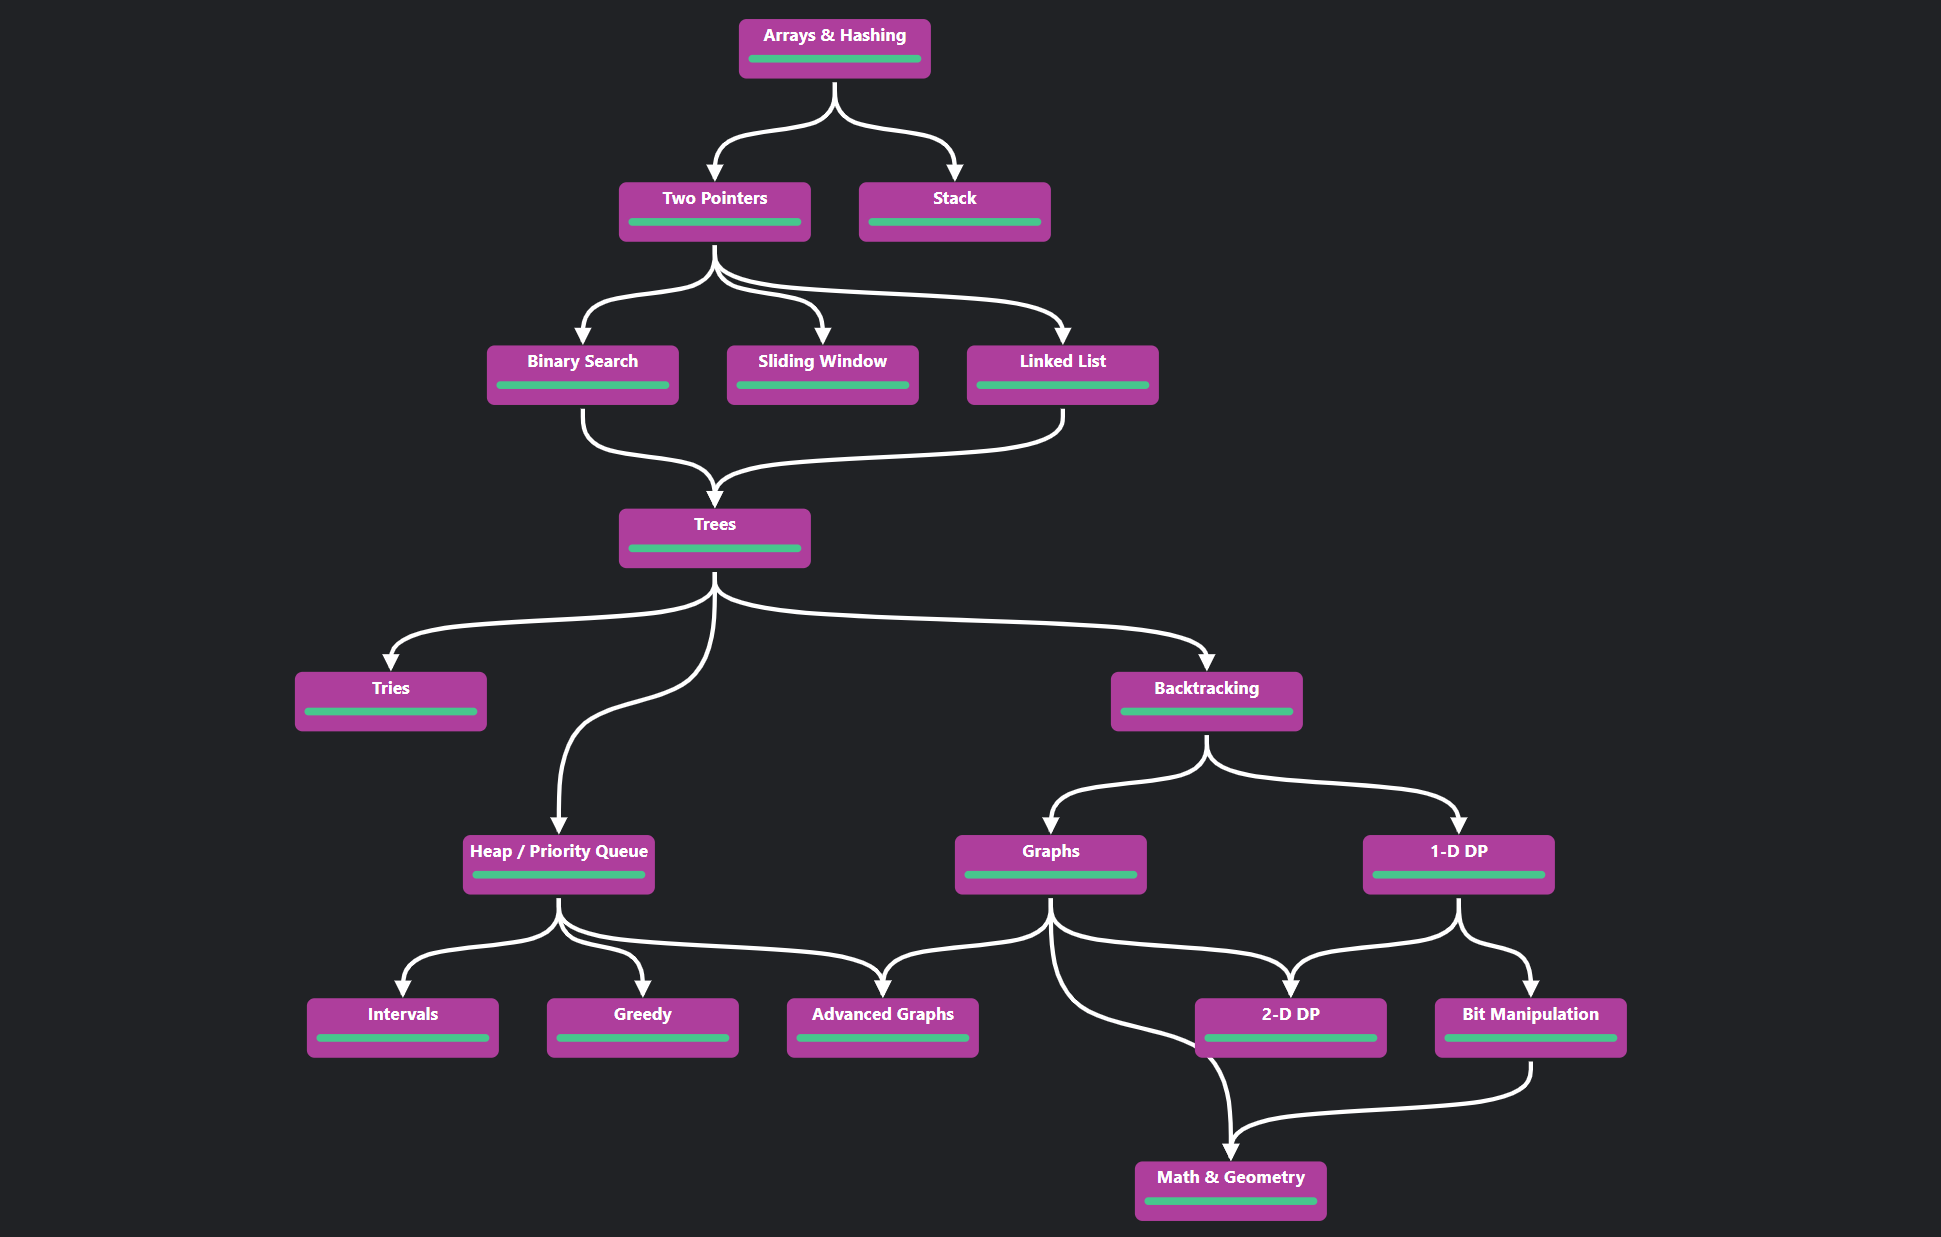 Arrays & Hashing
Two Pointers
Stack
Binary Search
Sliding Window
Linked List
Trees
Tries
Backtracking
Heap / Priority Queue
Graphs
1-D DP
Intervals
Greedy
Advanced Graphs
2-D DP
Bit Manipulation
Math & Geometry